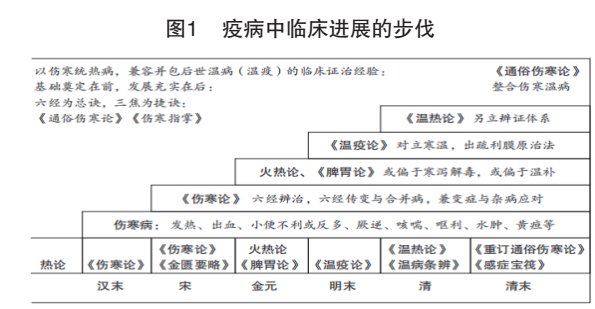 图1 疫病中临床进展的步伐
以伤寒统热病，兼容并包后世温病（温疫）的临床证治经验；
基础奠定在前，发展充实在后；
六经为总诀，三焦为捷诀：
《通俗伤寒论》《伤寒指掌》
《通俗伤寒论》
整合伤寒温病
《温热论》另立辨证体系
《温疫论》对立寒温，出疏利膜原治法
火热论、《脾胃论》或偏于寒泻解毒，或偏于温补
《伤寒论》六经辨治，六经传变与合并病，兼变症与杂病应对
伤寒病：发热、出血、小便不利或反多、厥逆、咳喘、呕利、水肿、黄疸等
热论
《伤寒论》
《伤寒论》
《金匮要略》
火热论
《脾胃论》
《温疫论》
《温热论》
《温病条辨》
《重订通俗伤寒论》
《感症宝筏》
汉末
宋
金元
明末
清
清末